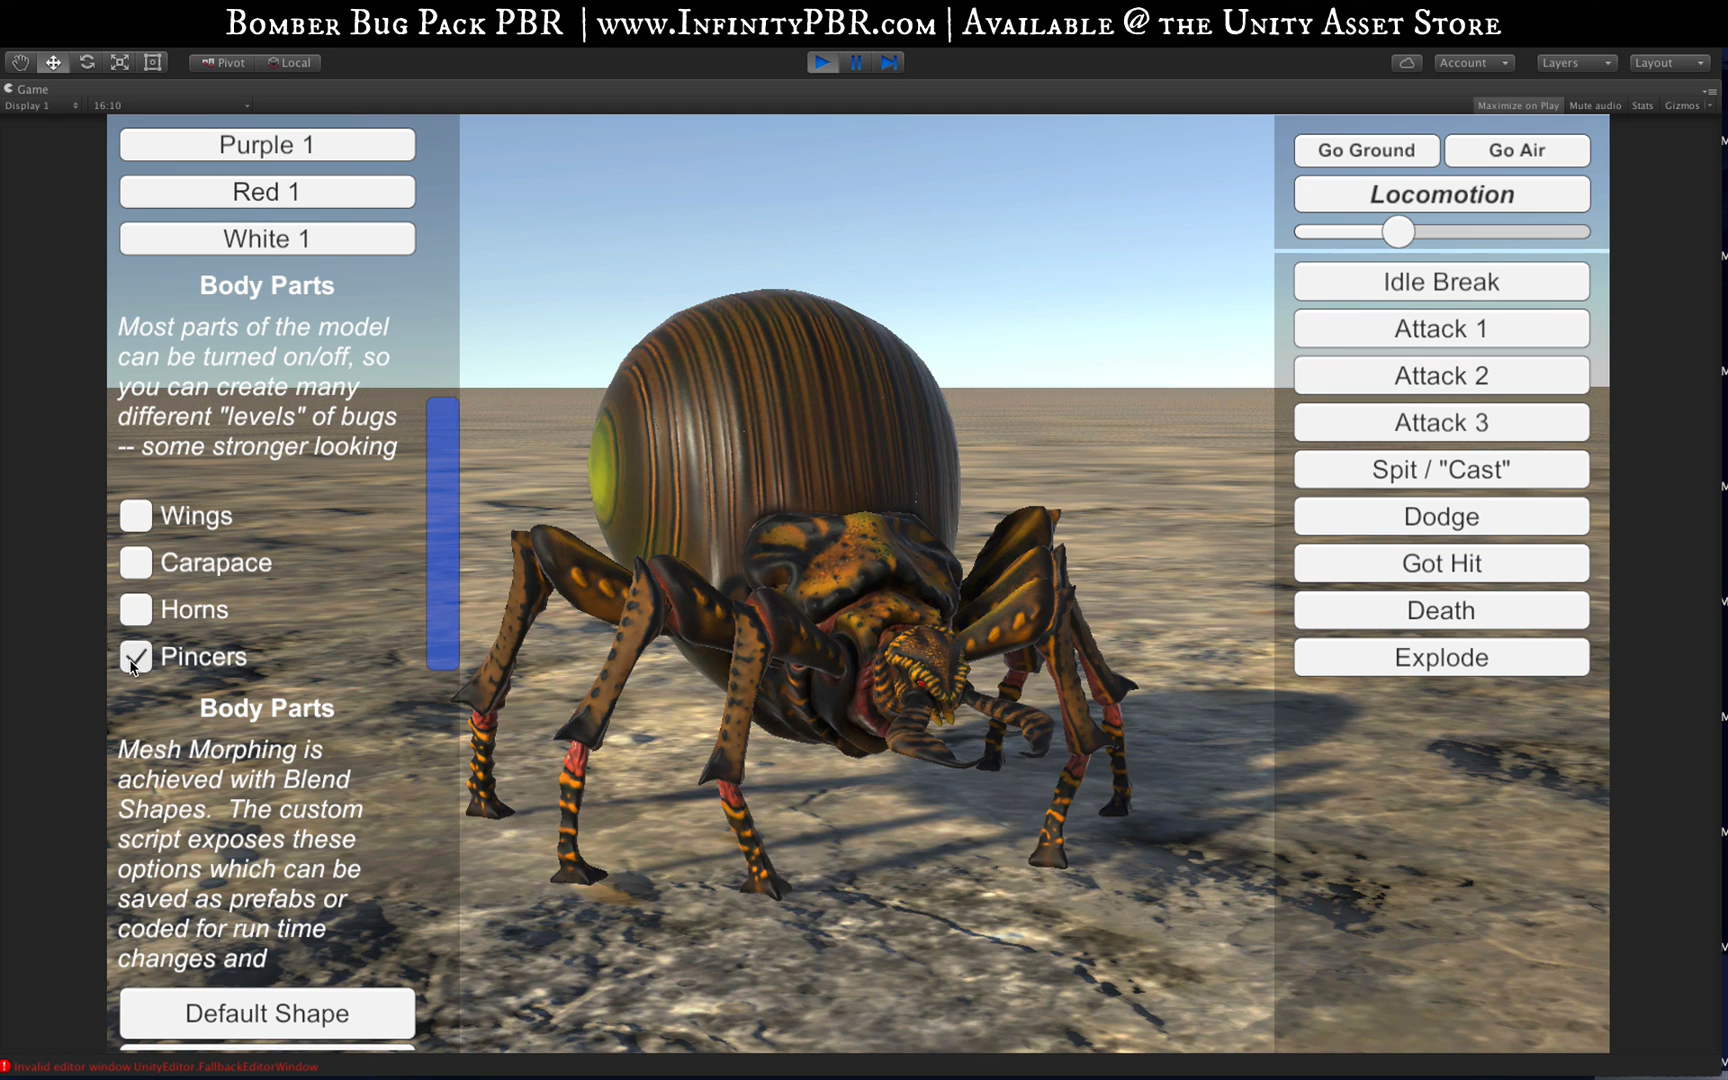 Bomber Bug Pack PBR | www.InfinityPBR.com | Available @ the Unity Asset Store
Pivot Local Account Layers Layout
Game
Display 1 16:10 Maximize on Play Mute audio Stats Gizmos
Purple 1
Red 1
White 1
Body Parts
Most parts of the model
can be turned on/off, so
you can create many
different "levels" of bugs
-- some stronger looking
Wings
Carapace
Horns
Pincers
Body Parts
Mesh Morphing is
achieved with Blend
Shapes. The custom
script exposes these
options which can be
saved as prefabs or
coded for run time
changes and
Default Shape
Go Ground Go Air
Locomotion
Idle Break
Attack 1
Attack 2
Attack 3
Spit / "Cast"
Dodge
Got Hit
Death
Explode
Invalid editor window UnityEditor.FallbackEditorWindow